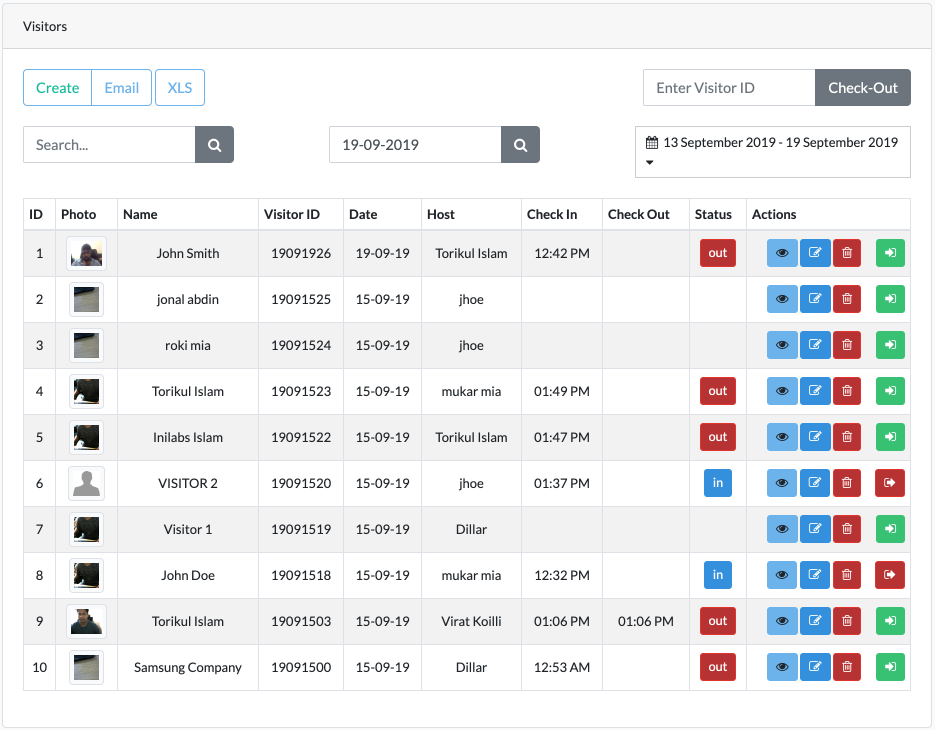 Visitors
Create Email XLS Enter Visitor ID Check-Out
Search... 19-09-2019 13 September 2019 - 19 September 2019
ID Photo Name Visitor ID Date Host Check In Check Out Status Actions
1 John Smith 19091926 19-09-19 Torikul Islam 12:42 PM out
2 jonal abdin 19091525 15-09-19 jhoe
3 roki mia 19091524 15-09-19 jhoe
4 Torikul Islam 19091523 15-09-19 mukar mia 01:49 PM out
5 Inilabs Islam 19091522 15-09-19 Torikul Islam 01:47 PM out
6 VISITOR 2 19091520 15-09-19 jhoe 01:37 PM in
7 Visitor 1 19091519 15-09-19 Dillar
8 John Doe 19091518 15-09-19 mukar mia 12:32 PM in
9 Torikul Islam 19091503 15-09-19 Virat Koilli 01:06 PM 01:06 PM out
10 Samsung Company 19091500 15-09-19 Dillar 12:53 AM out